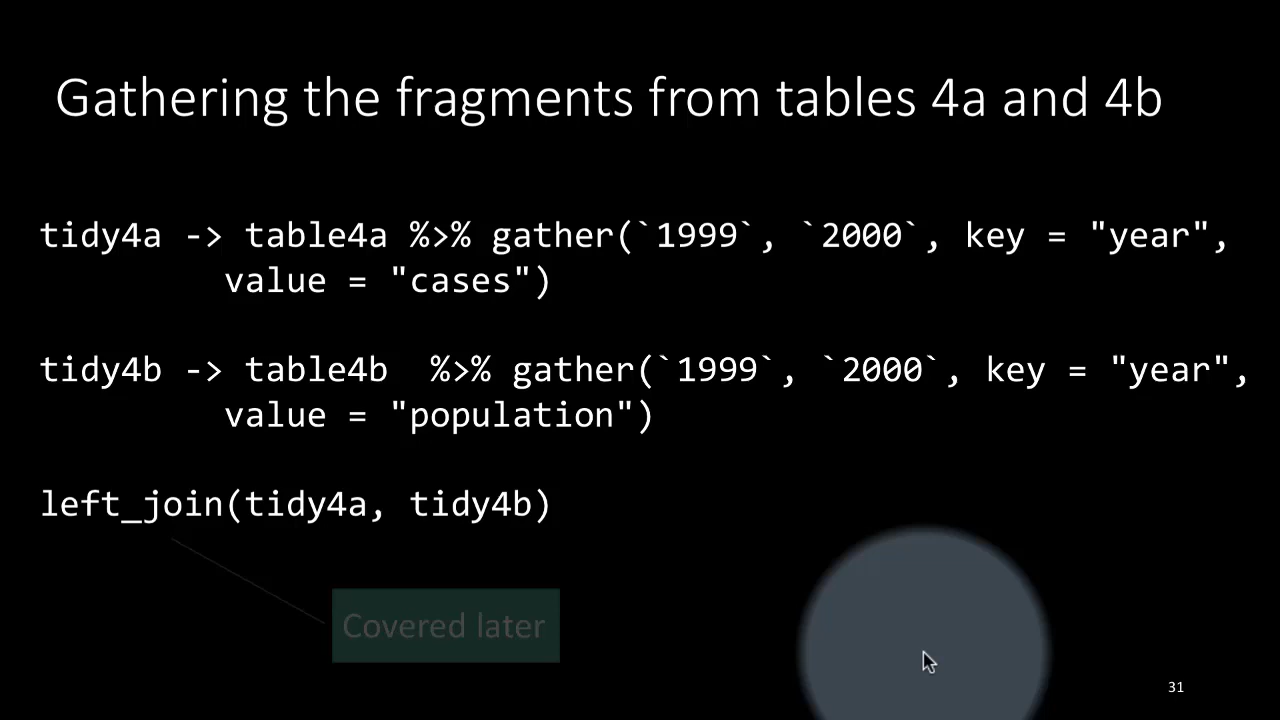 Gathering the fragments from tables 4a and 4b
tidy4a -> table4a %>% gather(`1999`, `2000`, key = "year",
value = "cases")
tidy4b -> table4b  %>% gather(`1999`, `2000`, key = "year",
value = "population")
left_join(tidy4a, tidy4b)
Covered later
31